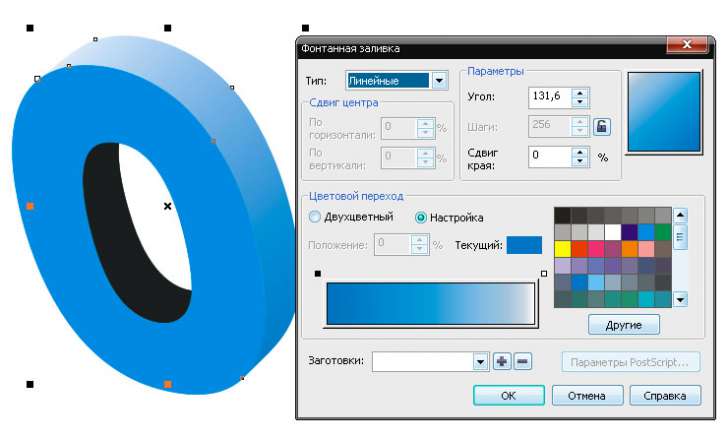 Фонтанная заливка
Тип: Линейные
Параметры
Угол: 131,6
Сдвиг центра
По горизонтали: 0 %
Шаги: 256
По вертикали: 0 %
Сдвиг края: 0 %
Цветовой переход
Двухцветный Настройка
Положение: 0 % Текущий:
Другие
Заготовки:
Параметры PostScript...
ОК Отмена Справка